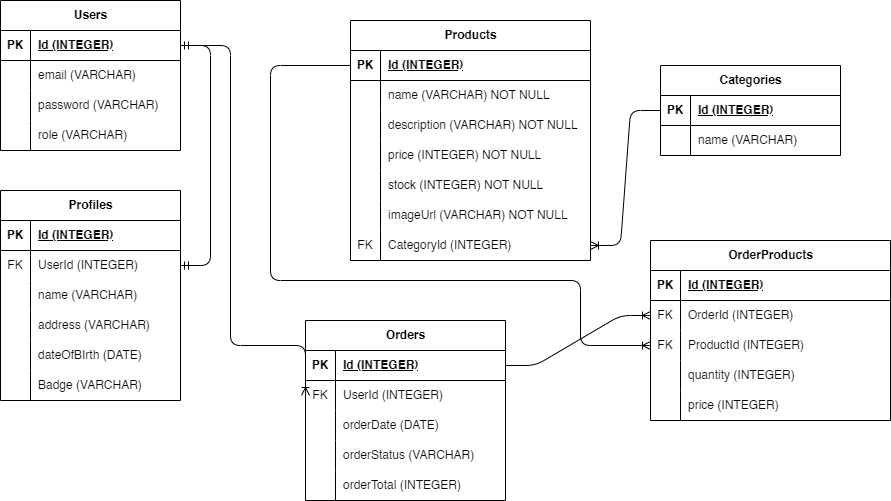 Users
PK Id (INTEGER)
email (VARCHAR)
password (VARCHAR)
role (VARCHAR)
Profiles
PK Id (INTEGER)
FK UserId (INTEGER)
name (VARCHAR)
address (VARCHAR)
dateOfBIrth (DATE)
Badge (VARCHAR)
Products
PK Id (INTEGER)
name (VARCHAR) NOT NULL
description (VARCHAR) NOT NULL
price (INTEGER) NOT NULL
stock (INTEGER) NOT NULL
imageUrl (VARCHAR) NOT NULL
FK CategoryId (INTEGER)
Orders
PK Id (INTEGER)
FK UserId (INTEGER)
orderDate (DATE)
orderStatus (VARCHAR)
orderTotal (INTEGER)
Categories
PK Id (INTEGER)
name (VARCHAR)
OrderProducts
PK Id (INTEGER)
FK OrderId (INTEGER)
FK ProductId (INTEGER)
quantity (INTEGER)
price (INTEGER)